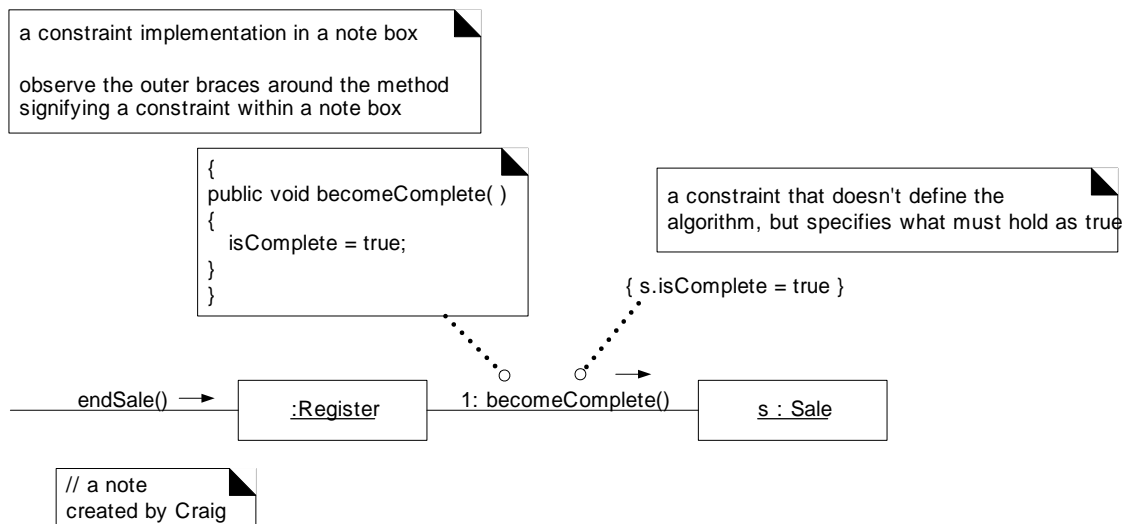 a constraint implementation in a note box
observe the outer braces around the method
signifying a constraint within a note box
{
public void becomeComplete( )
{
isComplete = true;
}
}
a constraint that doesn't define the
algorithm, but specifies what must hold as true
{ s.isComplete = true }
endSale()
:Register
1: becomeComplete()
s : Sale
// a note
created by Craig